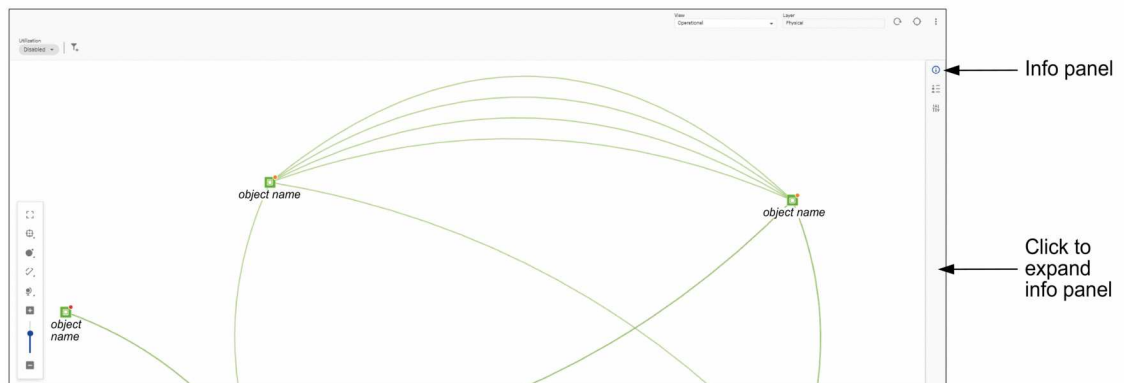 View
Operational
Layer
Physical
Utilization
Disabled
Info panel
object name
object name
Click to
expand
info panel
object
name